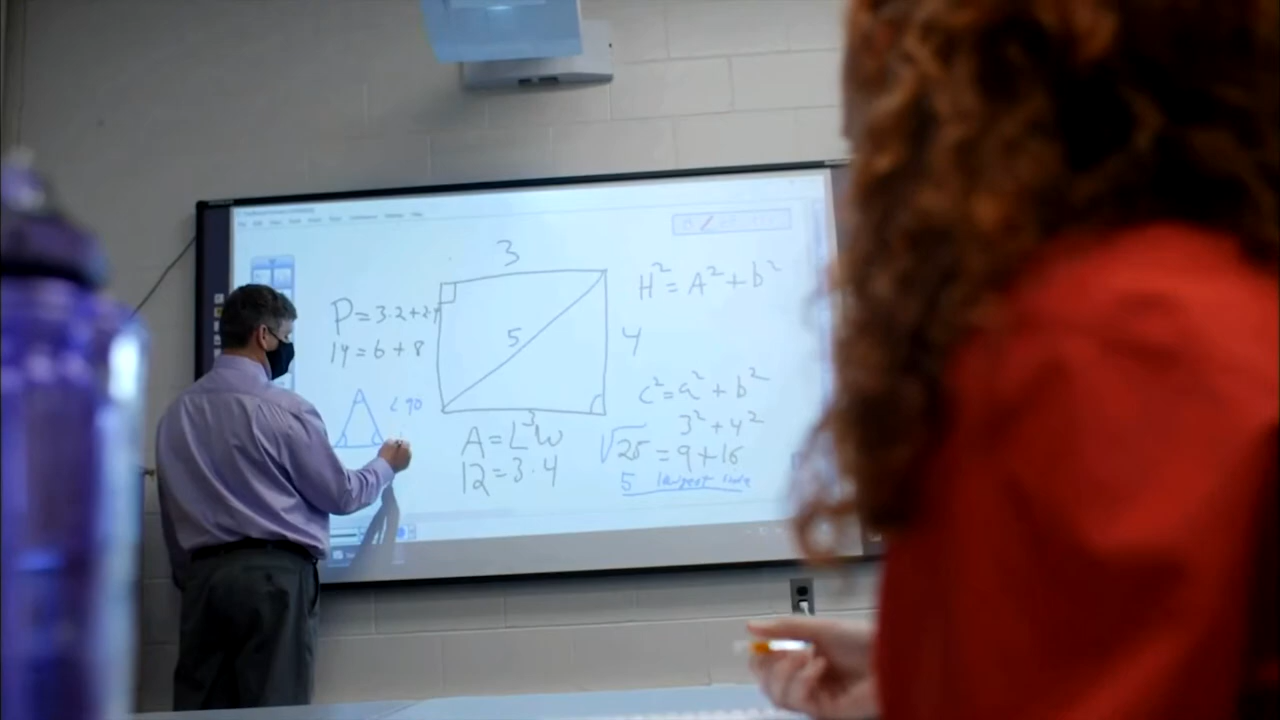 3
H² = A² + b²
P = 3·2 + 2
5
4
14 = 6 + 8
c² = a² + b²
< 90
3² + 4²
3
A = L W
√25 = 9 + 16
12 = 3·4
5 largest side